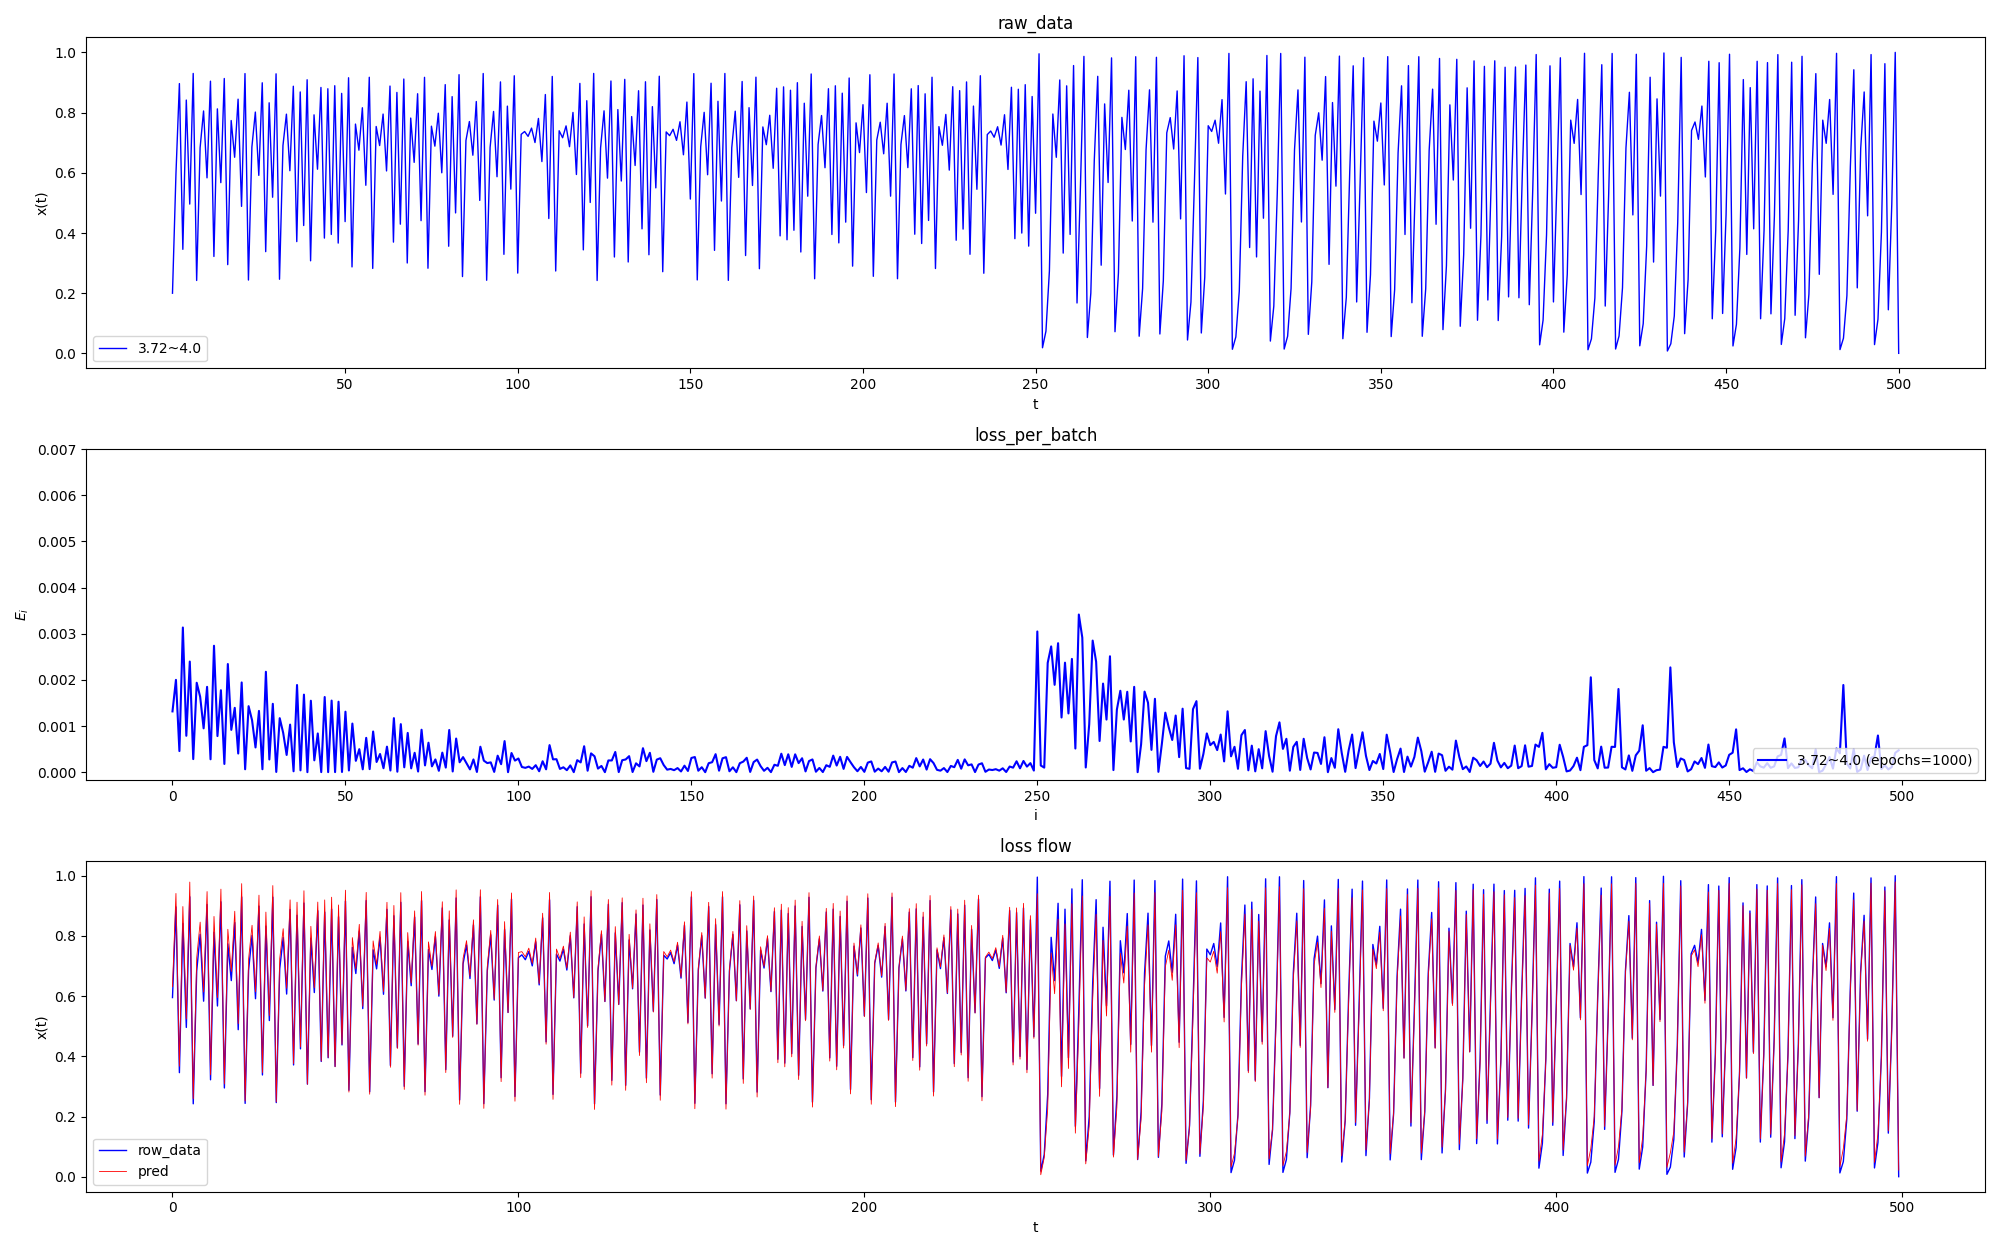 raw_data
1.0
0.8
0.6
0.4
0.2
0.0
x(t)
3.72~4.0
50 100 150 200 250 300 350 400 450 500
t
loss_per_batch
0.007
0.006
0.005
0.004
0.003
0.002
0.001
0.000
E_i
3.72~4.0 (epochs=1000)
0 50 100 150 200 250 300 350 400 450 500
i
loss flow
1.0
0.8
0.6
0.4
0.2
0.0
x(t)
row_data
pred
0 100 200 300 400 500
t